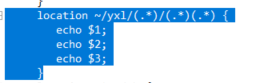 }
location ~/yxl/(.*)/(.*)(.*) {
echo $1;
echo $2;
echo $3;
}